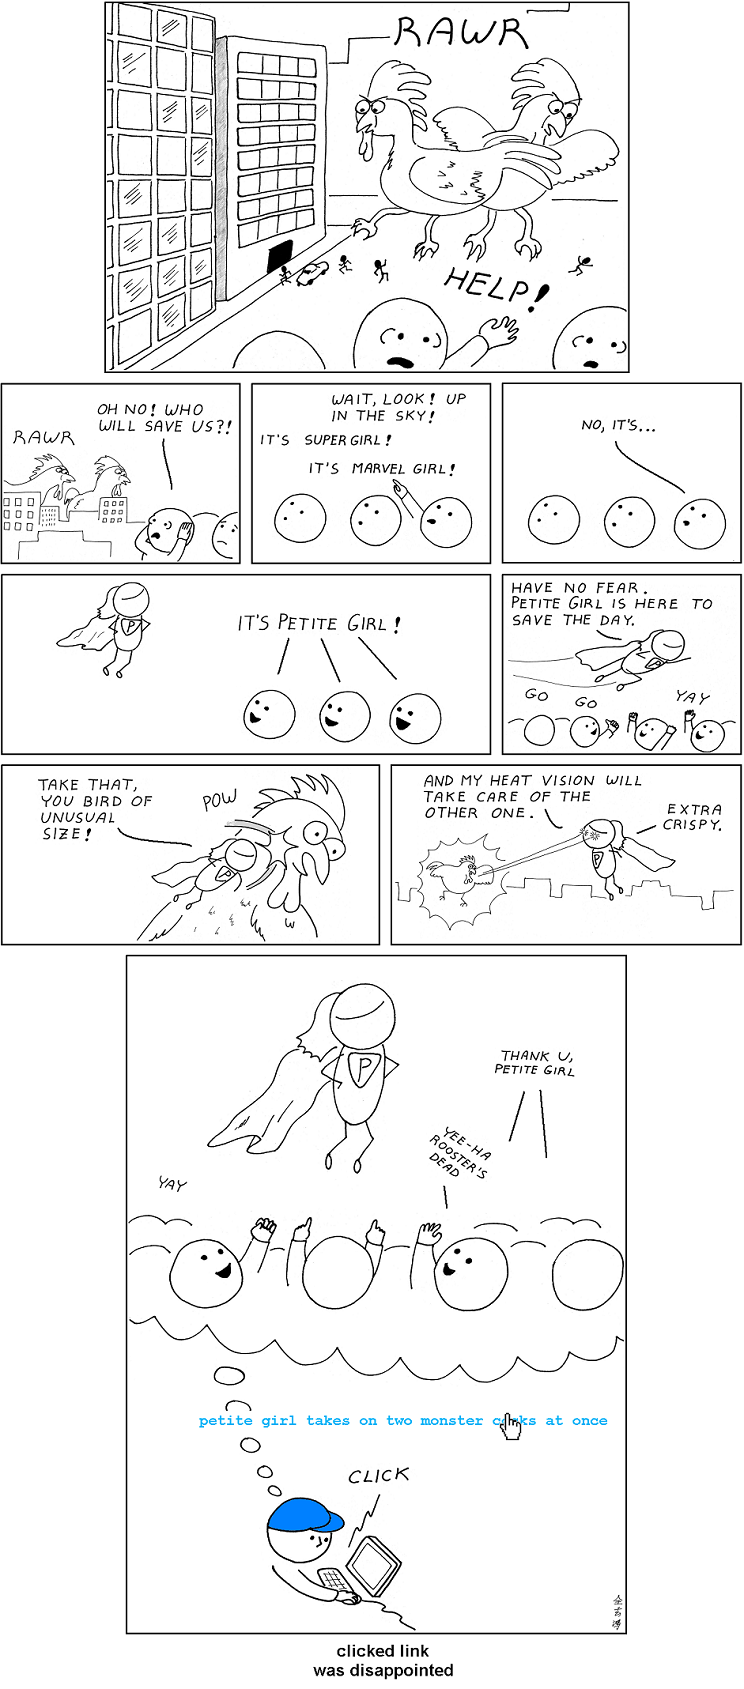 RAWR
HELP!
OH NO! WHO
WILL SAVE US?!
RAWR
WAIT, LOOK! UP
IN THE SKY!
IT'S SUPERGIRL!
IT'S MARVEL GIRL!
NO, IT'S...
P
IT'S PETITE GIRL!
HAVE NO FEAR.
PETITE GIRL IS HERE TO
SAVE THE DAY.
GO
GO
YAY
TAKE THAT,
YOU BIRD OF
UNUSUAL
SIZE!
POW
P
AND MY HEAT VISION WILL
TAKE CARE OF THE
OTHER ONE.
EXTRA
CRISPY.
P
P
THANK U,
PETITE GIRL
YEE-HA
ROOSTER'S
DEAD
YAY
petite girl takes on two monster c ks at once
CLICK
clicked link
was disappointed